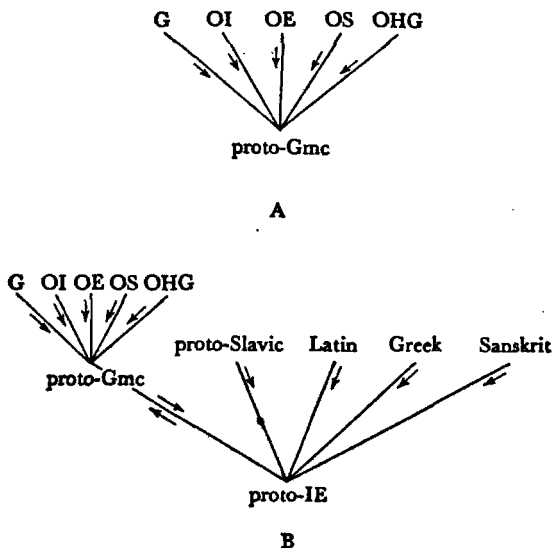 G OI OE OS OHG
proto-Gmc
A
G OI OE OS OHG
proto-Slavic Latin Greek Sanskrit
proto-Gmc
proto-IE
B